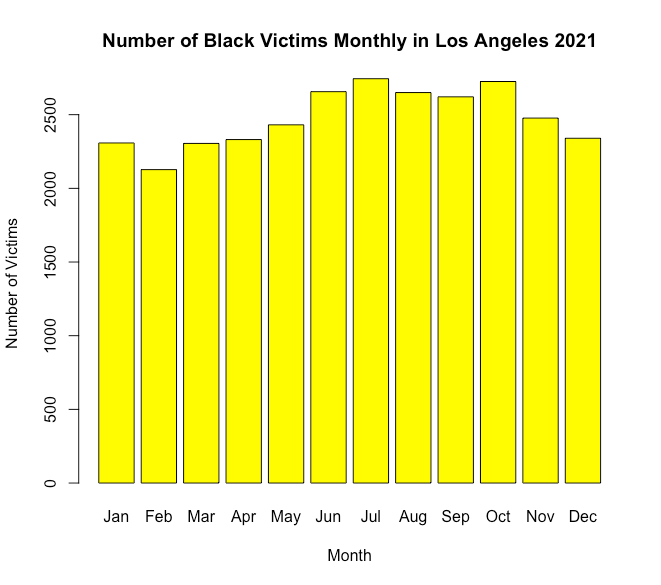 Number of Black Victims Monthly in Los Angeles 2021
Number of Victims
2500
2000
1500
1000
500
0
Jan Feb Mar Apr May Jun Jul Aug Sep Oct Nov Dec
Month